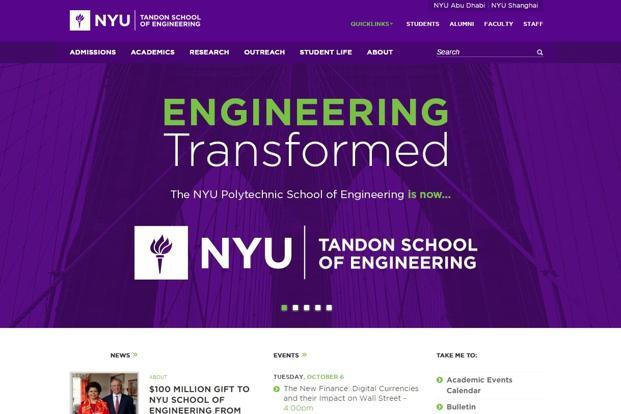 NYU Abu Dhabi NYU Shanghai
NYU TANDON SCHOOL
OF ENGINEERING
QUICKLINKS STUDENTS ALUMNI FACULTY STAFF
ADMISSIONS ACADEMICS RESEARCH OUTREACH STUDENT LIFE ABOUT Search
ENGINEERING
Transformed
The NYU Polytechnic School of Engineering is now...
NYU TANDON SCHOOL
OF ENGINEERING
NEWS »
ABOUT
$100 MILLION GIFT TO
NYU SCHOOL OF
ENGINEERING FROM
EVENTS »
TUESDAY, OCTOBER 6
The New Finance: Digital Currencies
and their Impact on Wall Street -
4:00pm
TAKE ME TO:
Academic Events
Calendar
Bulletin